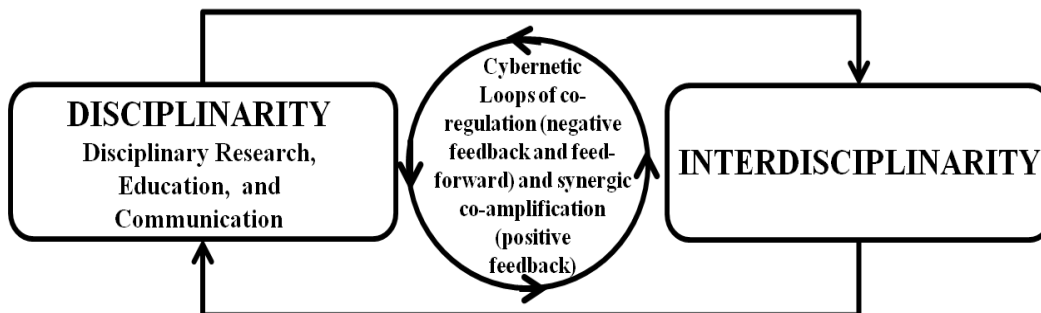 DISCIPLINARITY
Disciplinary Research,
Education, and
Communication
Cybernetic
Loops of co-
regulation (negative
feedback and feed-
forward) and synergic
co-amplification
(positive
feedback)
INTERDISCIPLINARITY